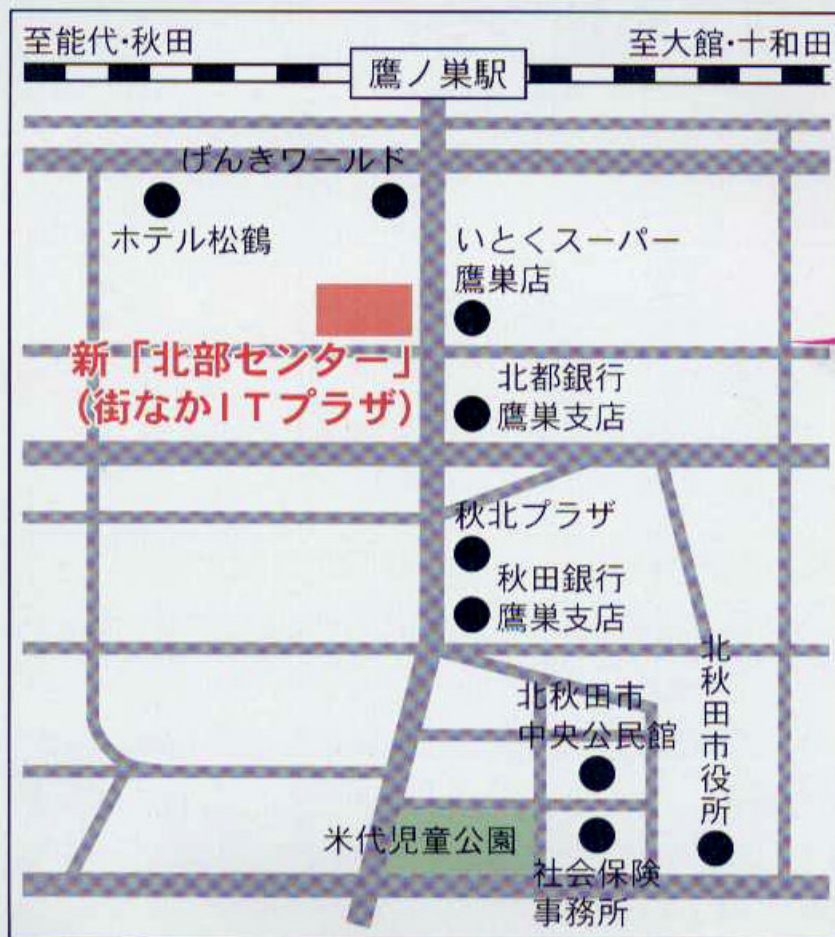 至能代・秋田
至大館・十和田
鷹ノ巣駅
げんきワールド
ホテル松鶴
いとくスーパー
鷹巣店
新「北部センター」
(街なかITプラザ)
北都銀行
鷹巣支店
秋北プラザ
秋田銀行
鷹巣支店
北秋田市
中央公民館
北秋田市役所
米代児童公園
社会保険
事務所